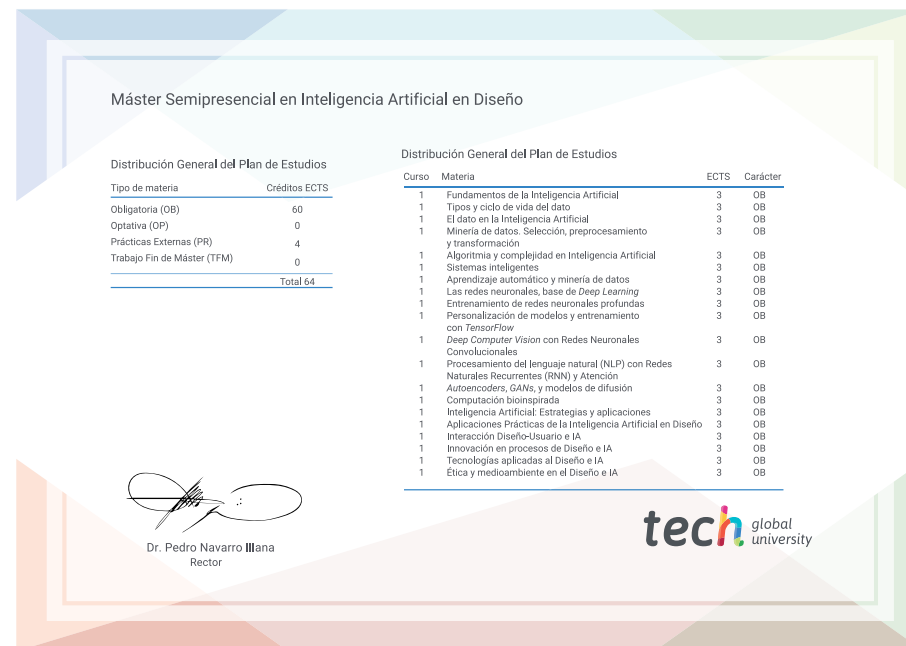 Máster Semipresencial en Inteligencia Artificial en Diseño
Distribución General del Plan de Estudios
Tipo de materia Créditos ECTS
Obligatoria (OB) 60
Optativa (OP) 0
Prácticas Externas (PR) 4
Trabajo Fin de Máster (TFM) 0
Total 64
Distribución General del Plan de Estudios
Curso Materia ECTS Carácter
1 Fundamentos de la Inteligencia Artificial 3 OB
1 Tipos y ciclo de vida del dato 3 OB
1 El dato en la Inteligencia Artificial 3 OB
1 Minería de datos. Selección, preprocesamiento 3 OB
y transformación
1 Algoritmia y complejidad en Inteligencia Artificial 3 OB
1 Sistemas inteligentes 3 OB
1 Aprendizaje automático y minería de datos 3 OB
1 Las redes neuronales, base de Deep Learning 3 OB
1 Entrenamiento de redes neuronales profundas 3 OB
1 Personalización de modelos y entrenamiento 3 OB
con TensorFlow
1 Deep Computer Vision con Redes Neuronales 3 OB
Convolucionales
1 Procesamiento del lenguaje natural (NLP) con Redes 3 OB
Naturales Recurrentes (RNN) y Atención
1 Autoencoders, GANs, y modelos de difusión 3 OB
1 Computación bioinspirada 3 OB
1 Inteligencia Artificial: Estrategias y aplicaciones 3 OB
1 Aplicaciones Prácticas de la Inteligencia Artificial en Diseño 3 OB
1 Interacción Diseño-Usuario e IA 3 OB
1 Innovación en procesos de Diseño e IA 3 OB
1 Tecnologías aplicadas al Diseño e IA 3 OB
1 Ética y medioambiente en el Diseño e IA 3 OB
Dr. Pedro Navarro Illana
Rector
tech global
university